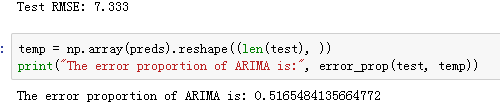 Test RMSE: 7.333
:
temp = np.array(preds).reshape((len(test), ))
print("The error proportion of ARIMA is:", error_prop(test, temp))
The error proportion of ARIMA is: 0.5165484135664772